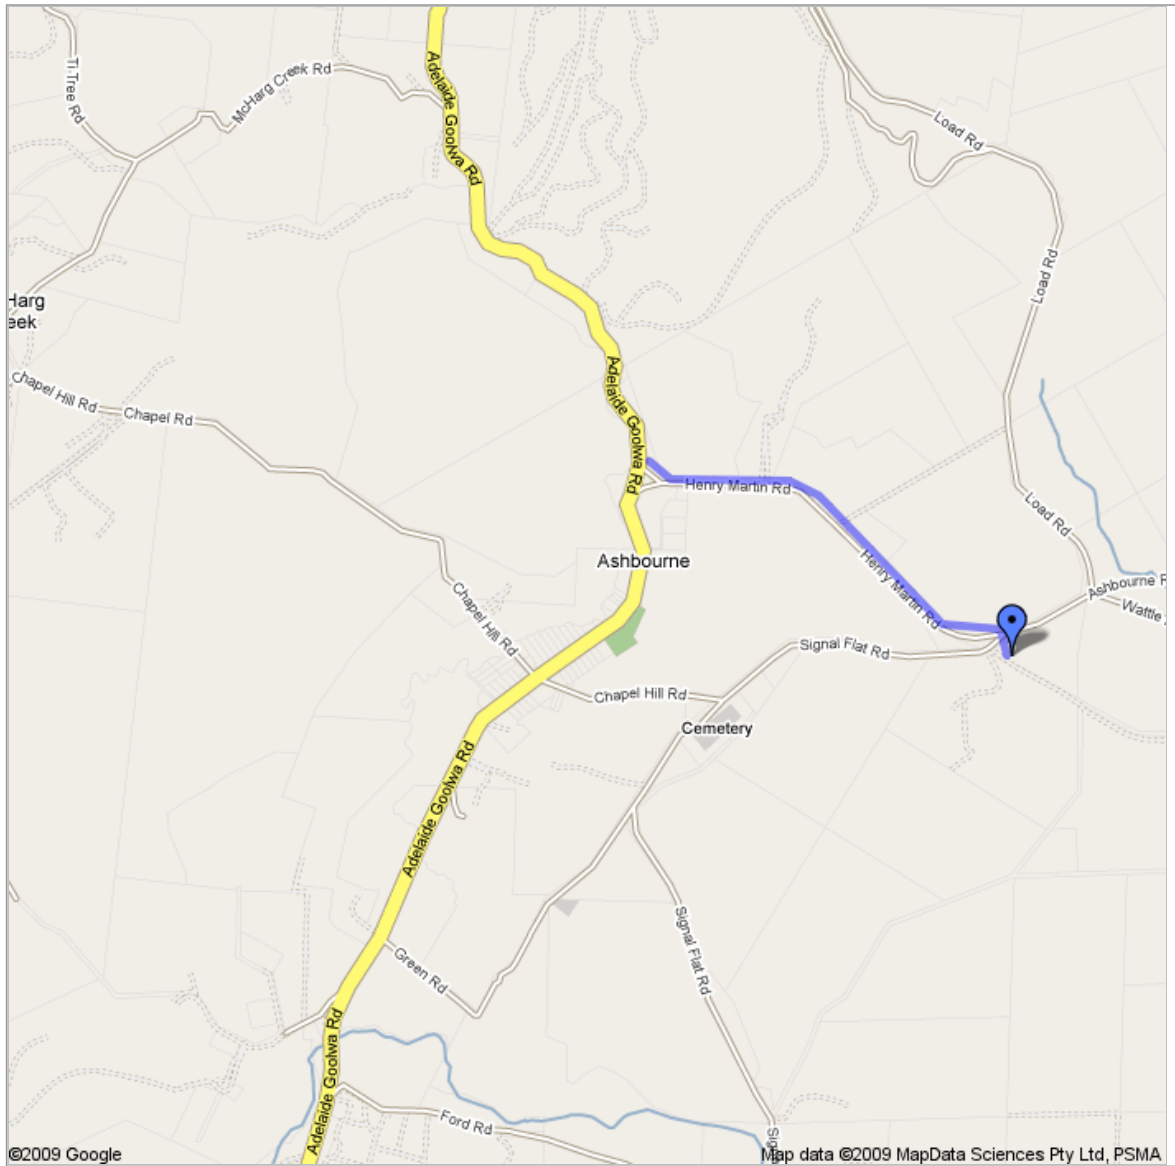 Adelaide Goolwa Rd
Ti-Tree Rd
McHarg Creek Rd
Load Rd
Load Rd
Harg
eek
Chapel Hill Rd
Chapel Rd
Adelaide Goolwa Rd
Henry Martin Rd
Load Rd
Ashbourne
Henry Martin Rd
Ashbourne R
Wattle
Chapel Hill Rd
Signal Flat Rd
Chapel Hill Rd
Cemetery
Adelaide Goolwa Rd
Signal Flat Rd
Green Rd
Adelaide Goolwa Rd
Ford Rd
Sig
©2009 Google
Map data ©2009 MapData Sciences Pty Ltd, PSMA